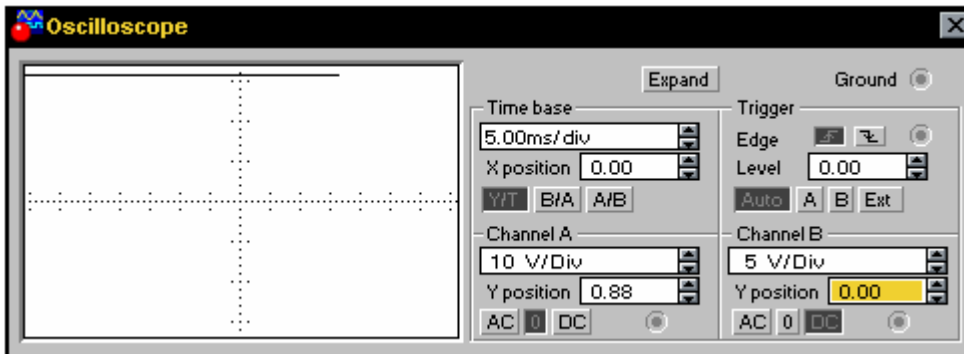 Oscilloscope
Expand
Ground
Time base
5.00ms/div
X position 0.00
Y/T B/A A/B
Trigger
Edge
Level 0.00
Auto A B Ext
Channel A
10 V/Div
Y position 0.88
AC 0 DC
Channel B
5 V/Div
Y position 0.00
AC 0 DC